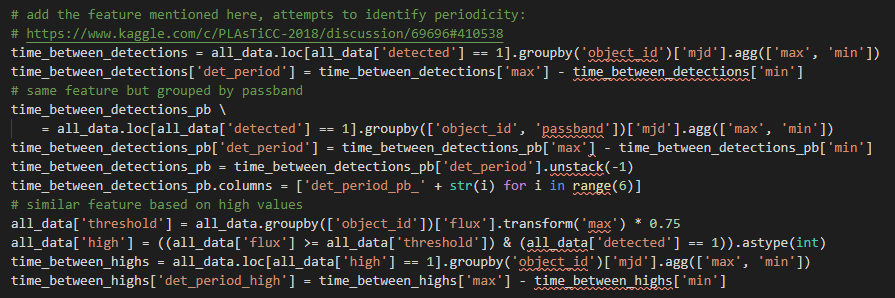 # add the feature mentioned here, attempts to identify periodicity:
# https://www.kaggle.com/c/PLAsTiCC-2018/discussion/69696#410538
time_between_detections = all_data.loc[all_data['detected'] == 1].groupby('object_id')['mjd'].agg(['max', 'min'])
time_between_detections['det_period'] = time_between_detections['max'] - time_between_detections['min']
# same feature but grouped by passband
time_between_detections_pb \
    = all_data.loc[all_data['detected'] == 1].groupby(['object_id', 'passband'])['mjd'].agg(['max', 'min'])
time_between_detections_pb['det_period'] = time_between_detections_pb['max'] - time_between_detections_pb['min']
time_between_detections_pb = time_between_detections_pb['det_period'].unstack(-1)
time_between_detections_pb.columns = ['det_period_pb_' + str(i) for i in range(6)]
# similar feature based on high values
all_data['threshold'] = all_data.groupby(['object_id'])['flux'].transform('max') * 0.75
all_data['high'] = ((all_data['flux'] >= all_data['threshold']) & (all_data['detected'] == 1)).astype(int)
time_between_highs = all_data.loc[all_data['high'] == 1].groupby('object_id')['mjd'].agg(['max', 'min'])
time_between_highs['det_period_high'] = time_between_highs['max'] - time_between_highs['min']